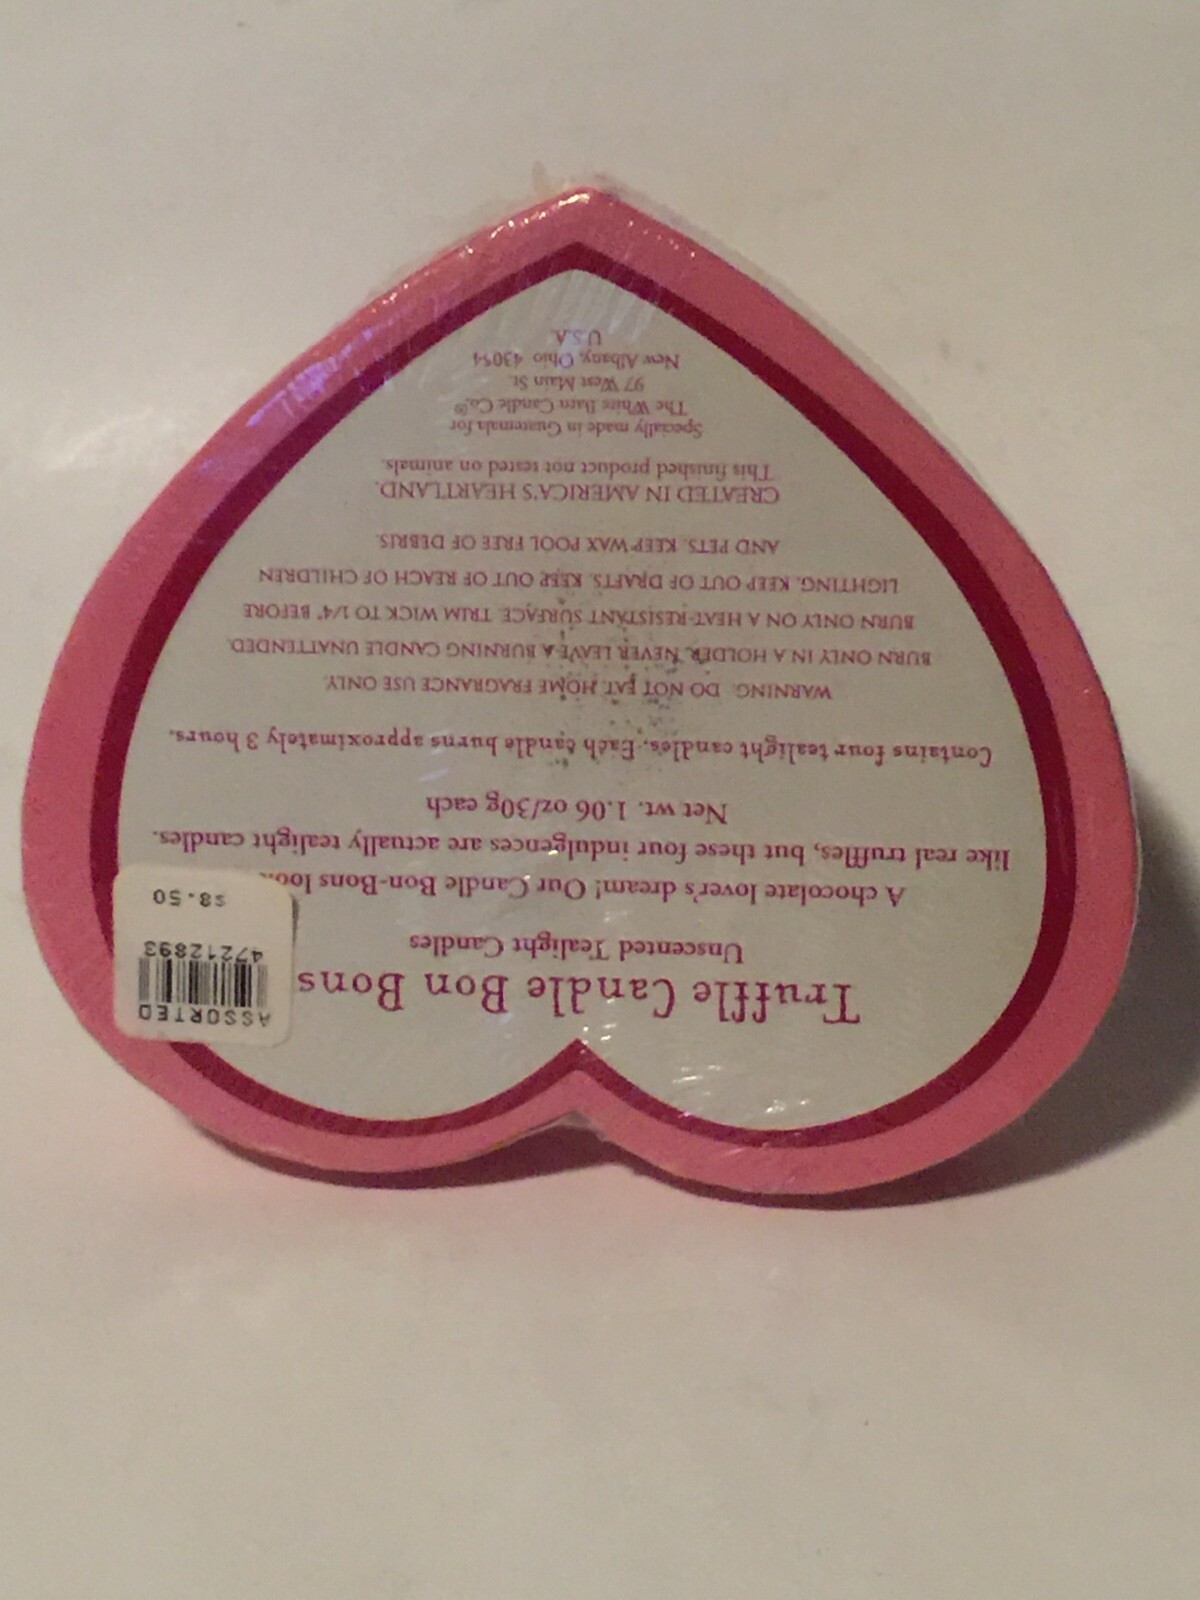 Truffle Candle Bon Bons
Unscented Tealight Candles
A chocolate lover's dream! Our Candle Bon-Bons look
like real truffles, but these four indulgences are actually tealight candles.
Net wt. 1.06 oz/30g each
Contains four tealight candles. Each candle burns approximately 3 hours.
WARNING: DO NOT EAT. HOME FRAGRANCE USE ONLY.
BURN ONLY IN A HOLDER. NEVER LEAVE A BURNING CANDLE UNATTENDED.
BURN ONLY ON A HEAT-RESISTANT SURFACE. TRIM WICK TO 1/4" BEFORE
LIGHTING. KEEP OUT OF DRAFTS. KEEP OUT OF REACH OF CHILDREN
AND PETS. KEEP WAX POOL FREE OF DEBRIS.
CREATED IN AMERICA'S HEARTLAND.
This finished product not tested on animals.
Specially made in Guatemala for
The White Barn Candle Co.®
97 West Main St.
New Albany, Ohio 43054
U.S.A.
ASSORTED
47212893
$8.50